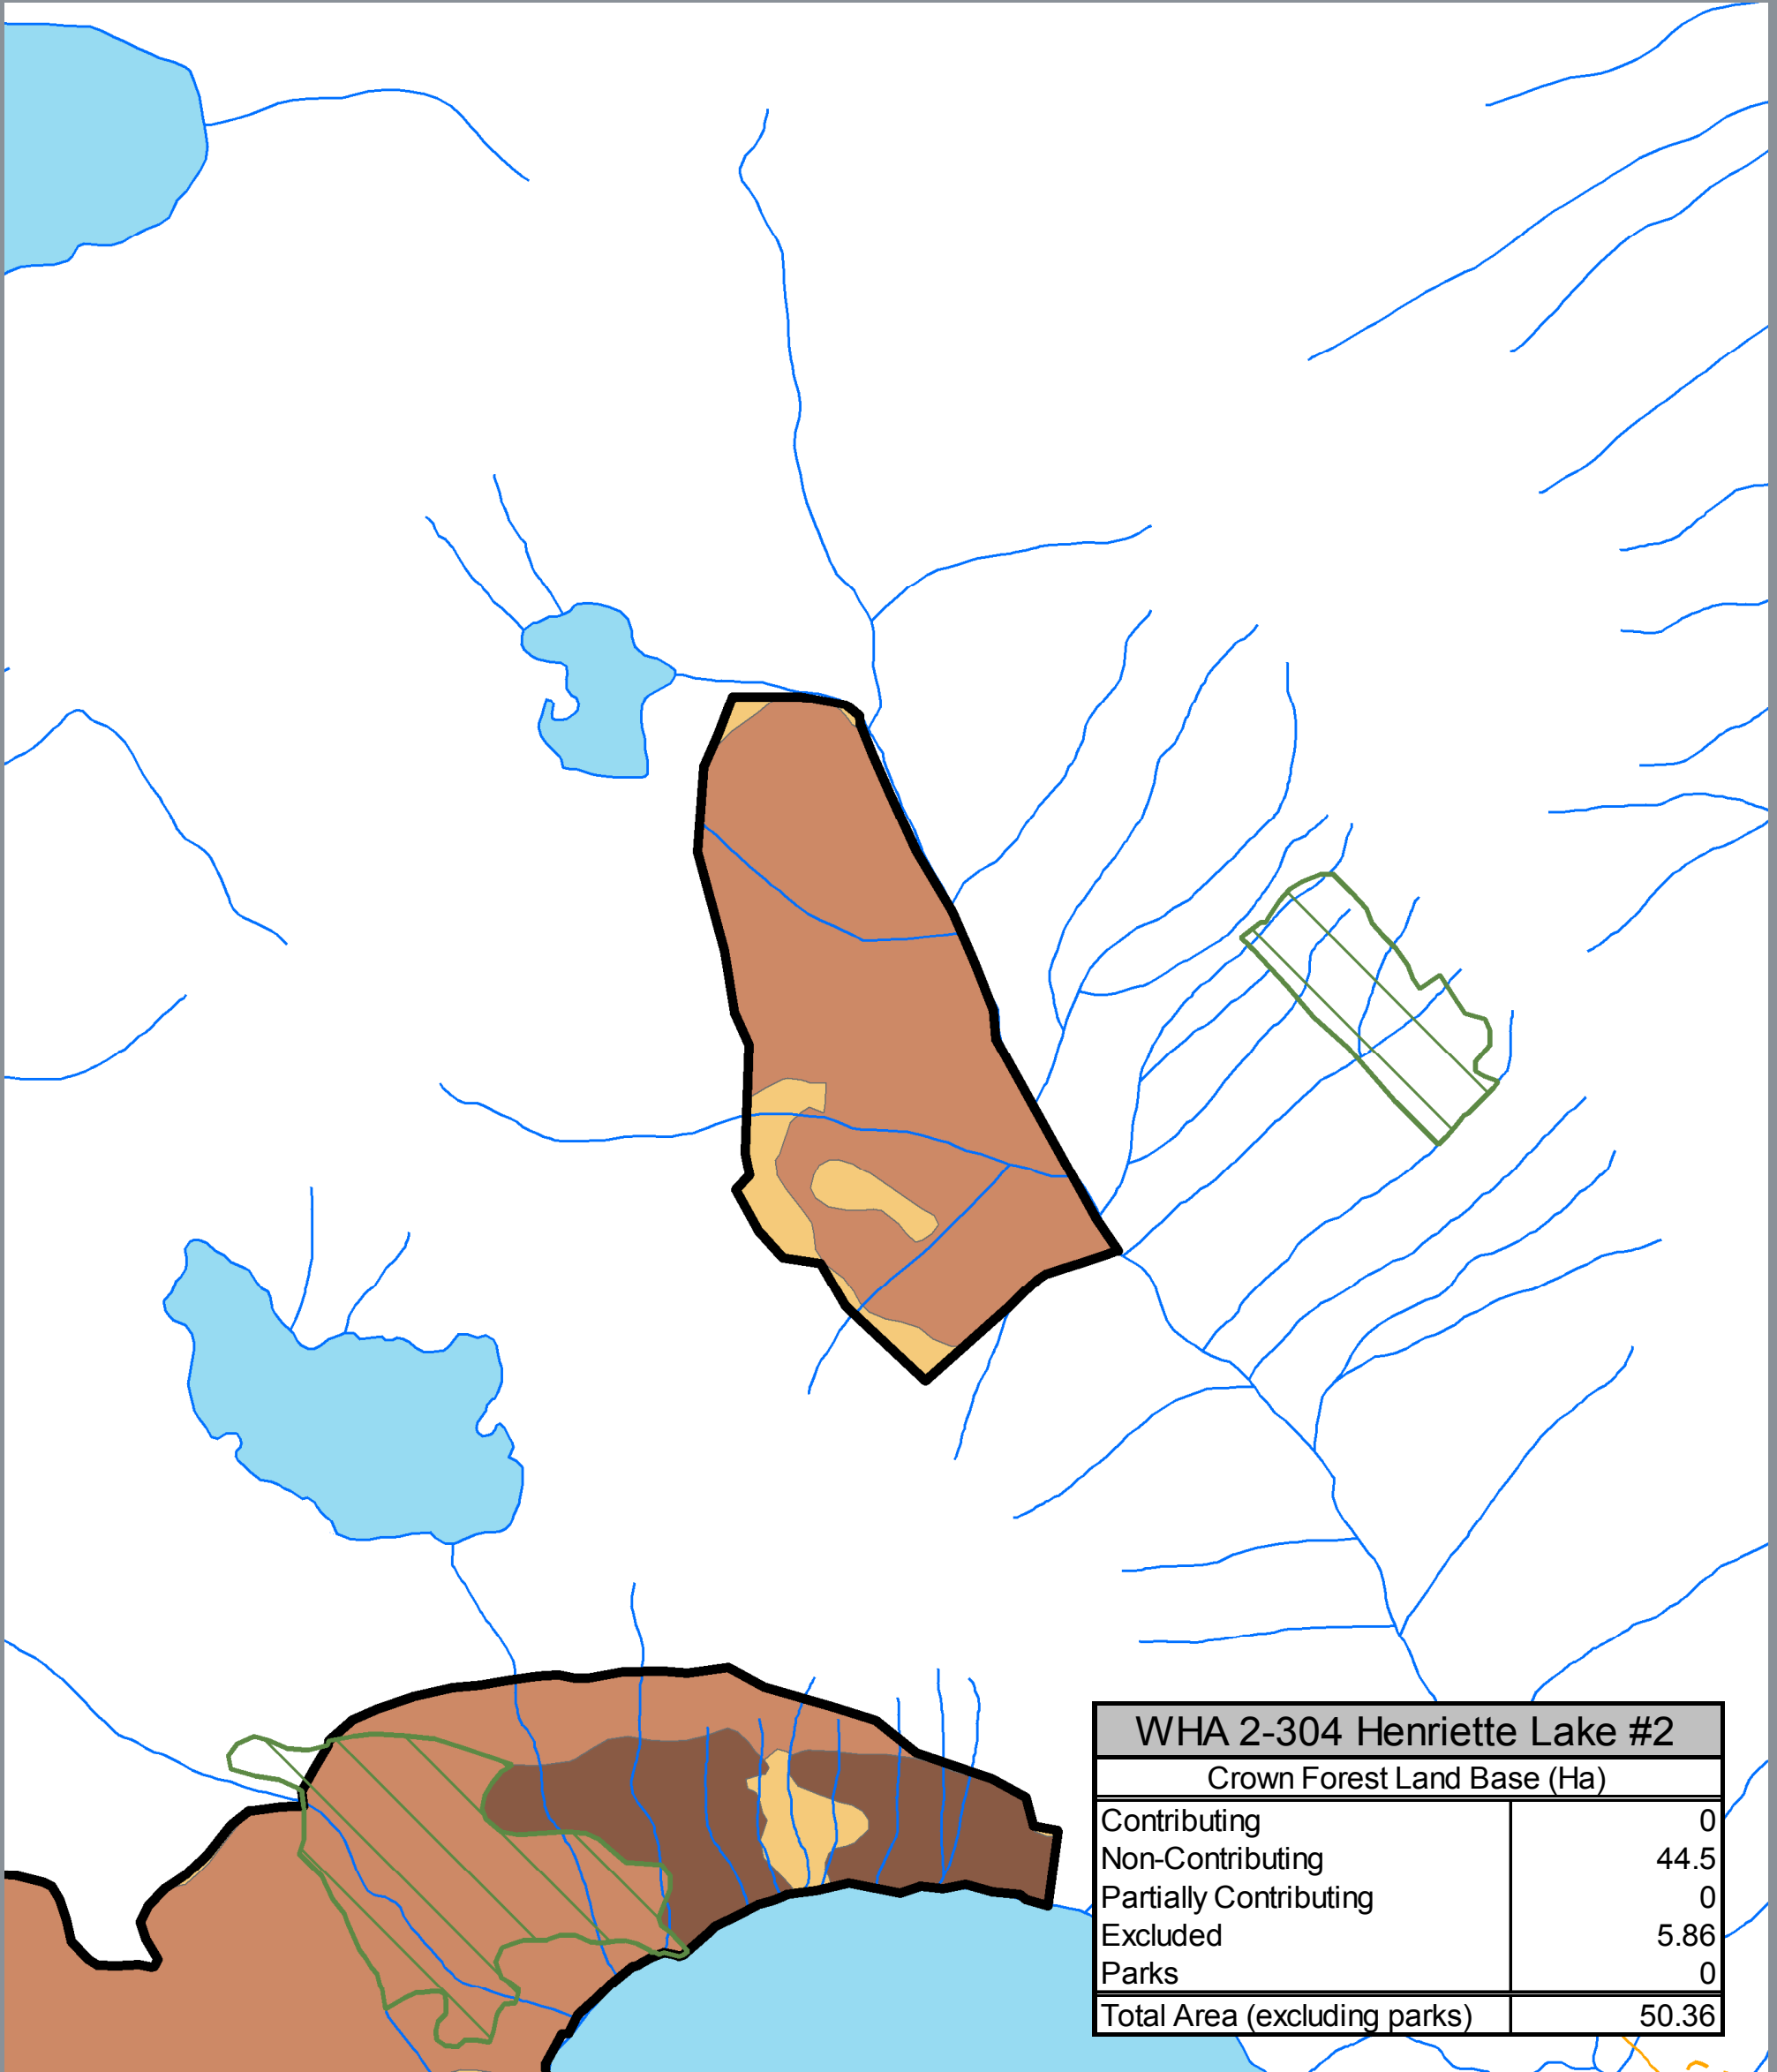 WHA 2-304 Henriette Lake #2
Crown Forest Land Base (Ha)
Contributing 0
Non-Contributing 44.5
Partially Contributing 0
Excluded 5.86
Parks 0
Total Area (excluding parks) 50.36